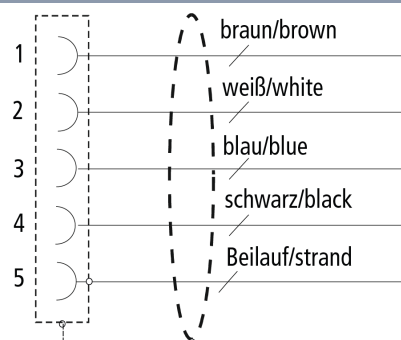 1 braun/brown
2 weiß/white
3 blau/blue
4 schwarz/black
5 Beilauf/strand